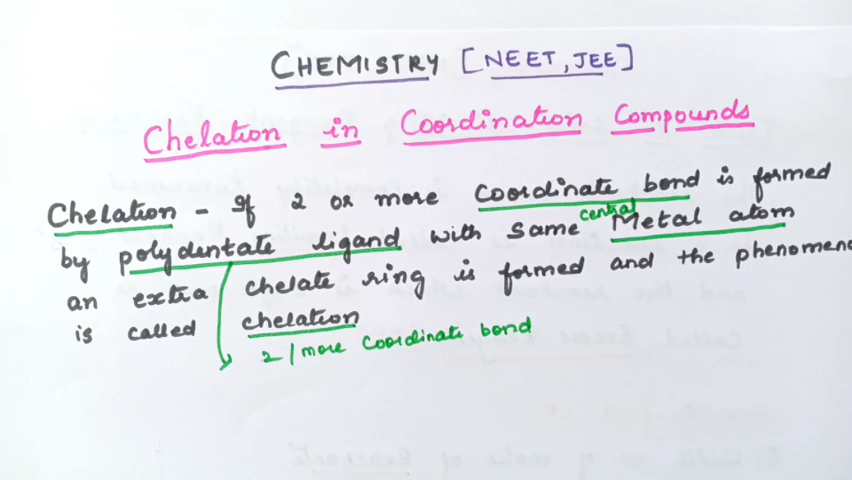 CHEMISTRY [NEET, JEE]
Chelation in Coordination Compounds
Chelation - If 2 or more Coordinate bond is formed
central
by polydentate ligand with same Metal atom
an extra chelate ring is formed and the
is called chelation
2/more coordinate bond